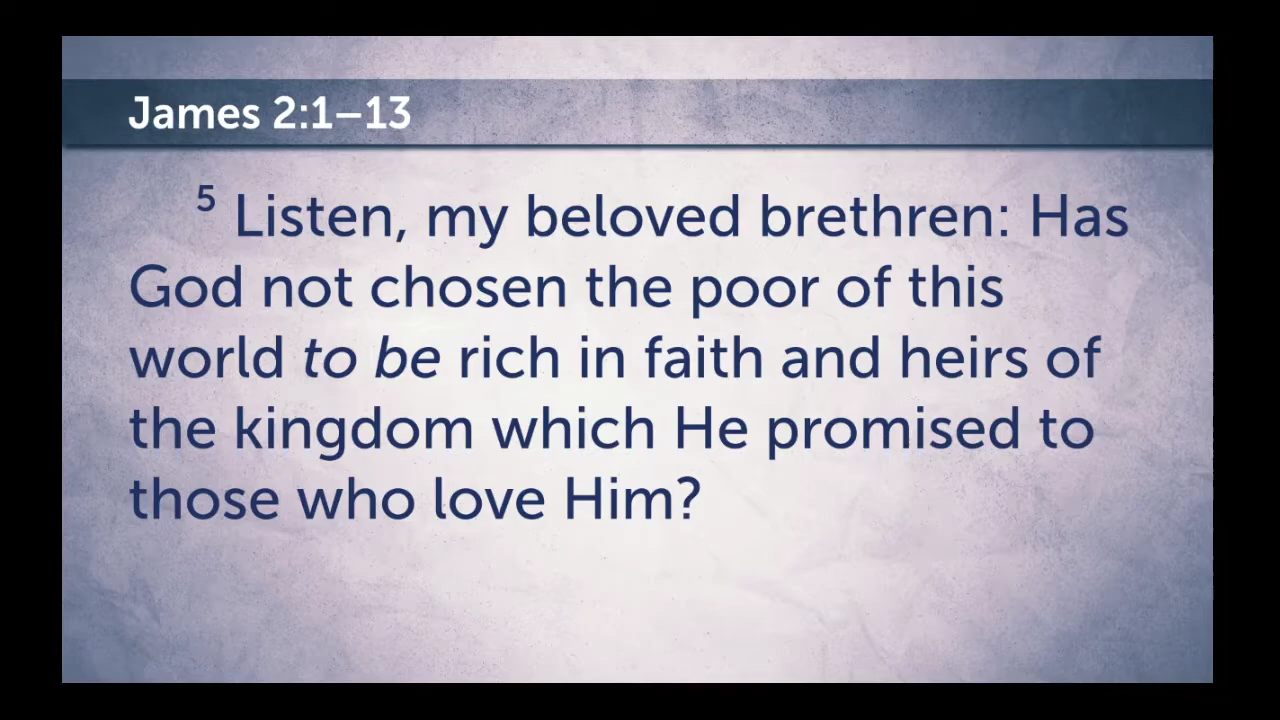 James 2:1–13
5 Listen, my beloved brethren: Has
God not chosen the poor of this
world to be rich in faith and heirs of
the kingdom which He promised to
those who love Him?